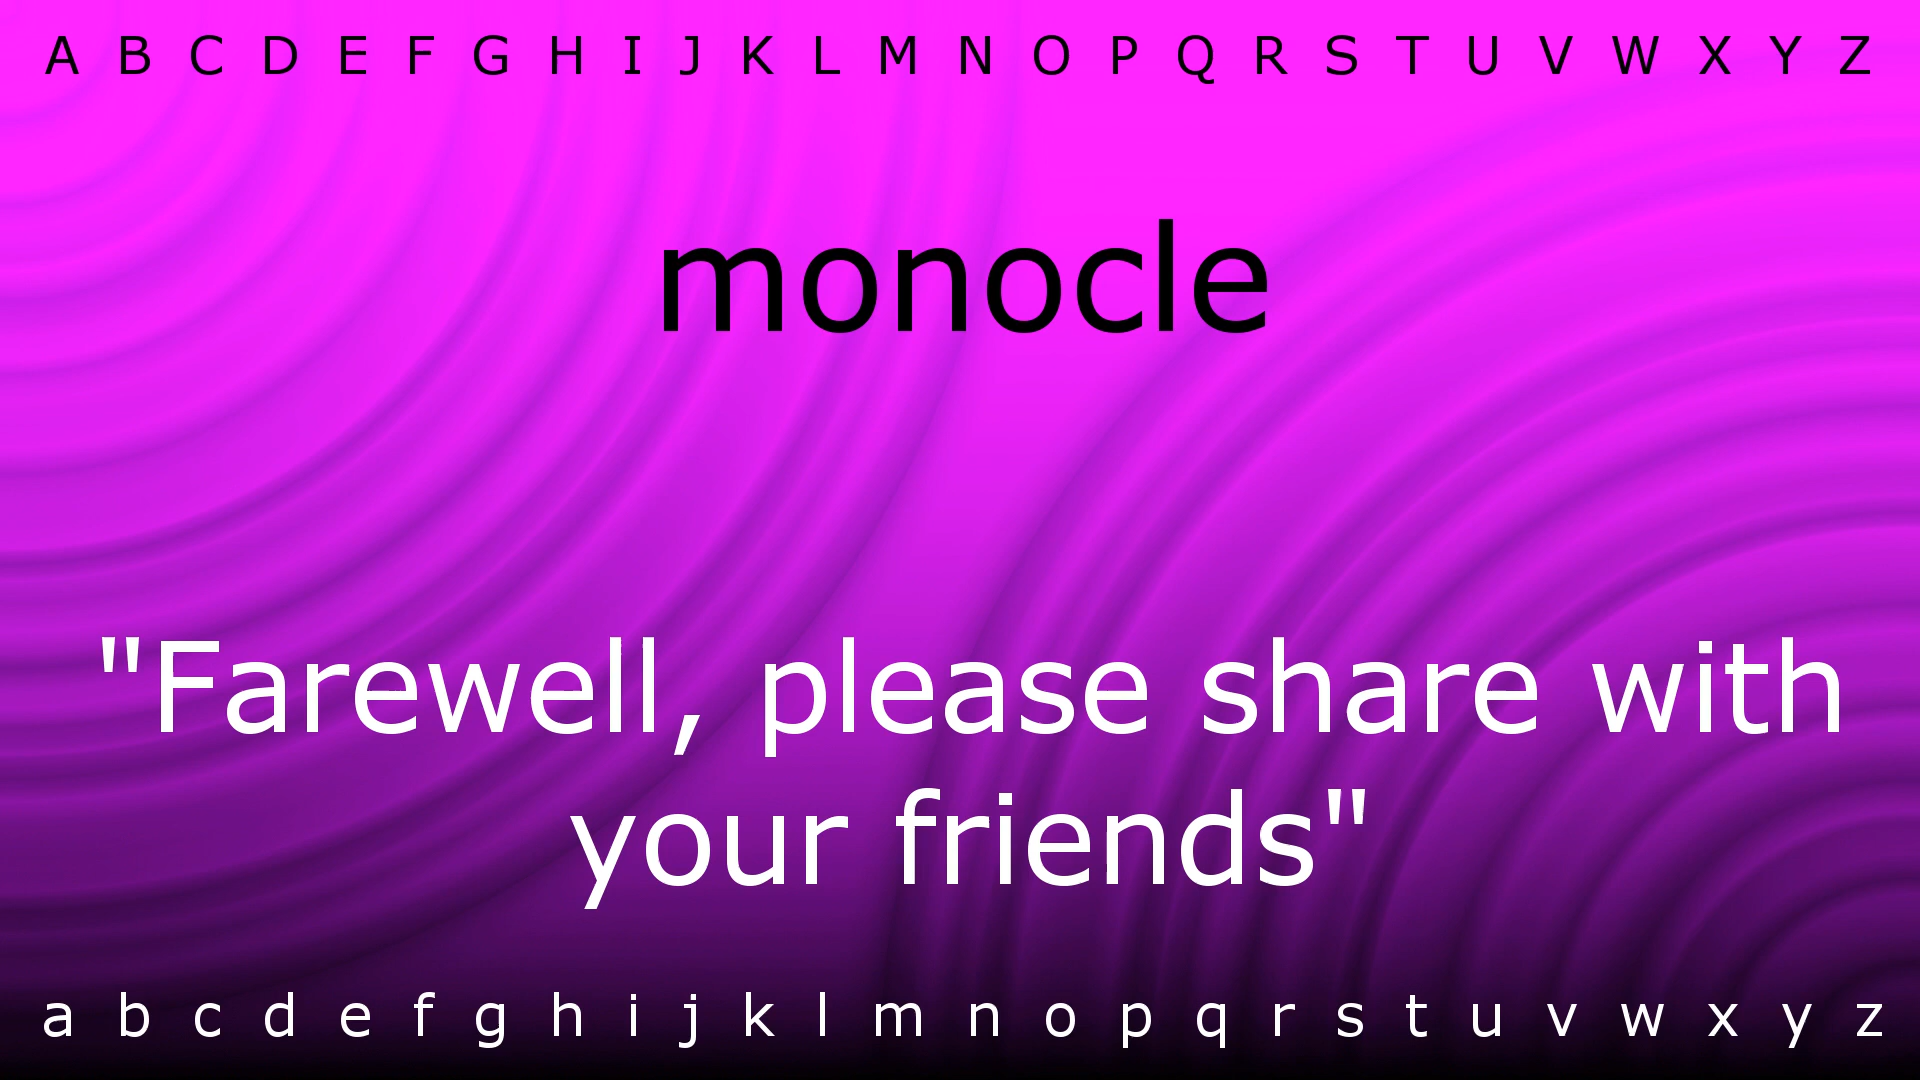 A B C D E F G H I J K L M N O P Q R S T U V W X Y Z
monocle
"Farewell, please share with
your friends"
a b c d e f g h i j k l m n o p q r s t u v w x y z